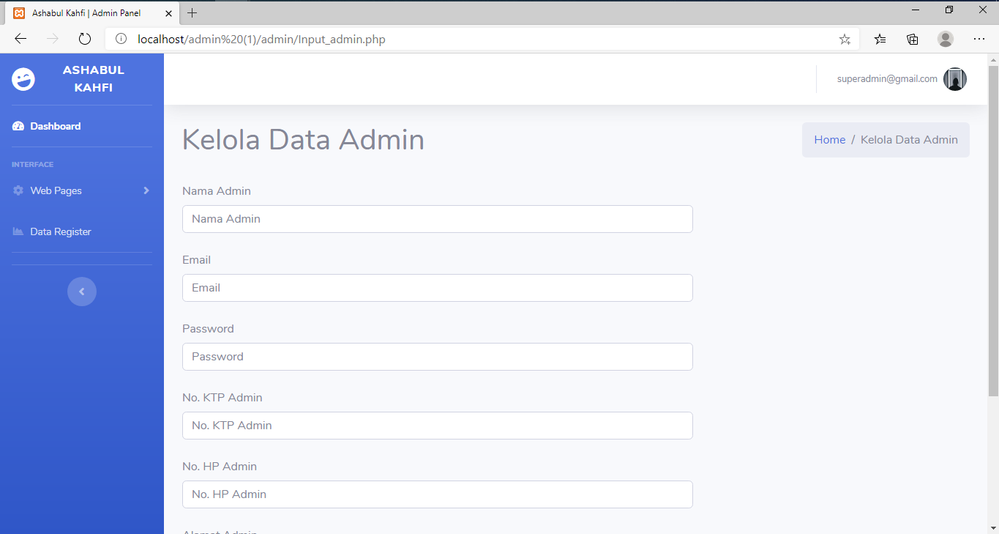 Ashabul Kahfi | Admin Panel
localhost/admin%20(1)/admin/Input_admin.php
ASHABUL
KAHFI
superadmin@gmail.com
Dashboard
INTERFACE
Web Pages
Data Register
Kelola Data Admin
Home / Kelola Data Admin
Nama Admin
Nama Admin
Email
Email
Password
Password
No. KTP Admin
No. KTP Admin
No. HP Admin
No. HP Admin
Alamat Admin